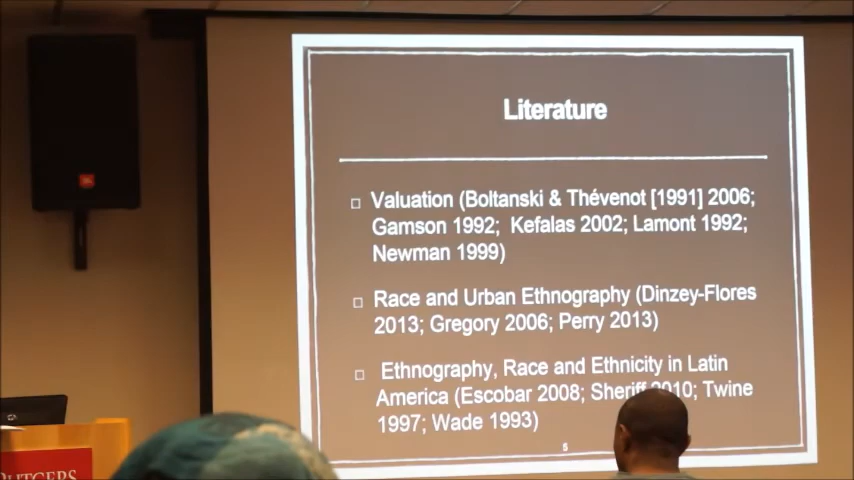 Literature
Valuation (Boltanski & Thévenot [1991] 2006;
Gamson 1992; Kefalas 2002; Lamont 1992;
Newman 1999)
Race and Urban Ethnography (Dinzey-Flores
2013; Gregory 2006; Perry 2013)
Ethnography, Race and Ethnicity in Latin
America (Escobar 2008; Sheriff 2010; Twine
1997; Wade 1993)
5
JBL
RUTGERS